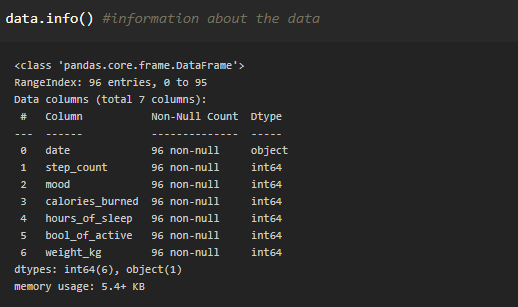 data.info() #information about the data
<class 'pandas.core.frame.DataFrame'>
RangeIndex: 96 entries, 0 to 95
Data columns (total 7 columns):
 #   Column           Non-Null Count  Dtype
---  ------           --------------  -----
 0   date             96 non-null     object
 1   step_count       96 non-null     int64
 2   mood             96 non-null     int64
 3   calories_burned  96 non-null     int64
 4   hours_of_sleep   96 non-null     int64
 5   bool_of_active   96 non-null     int64
 6   weight_kg        96 non-null     int64
dtypes: int64(6), object(1)
memory usage: 5.4+ KB